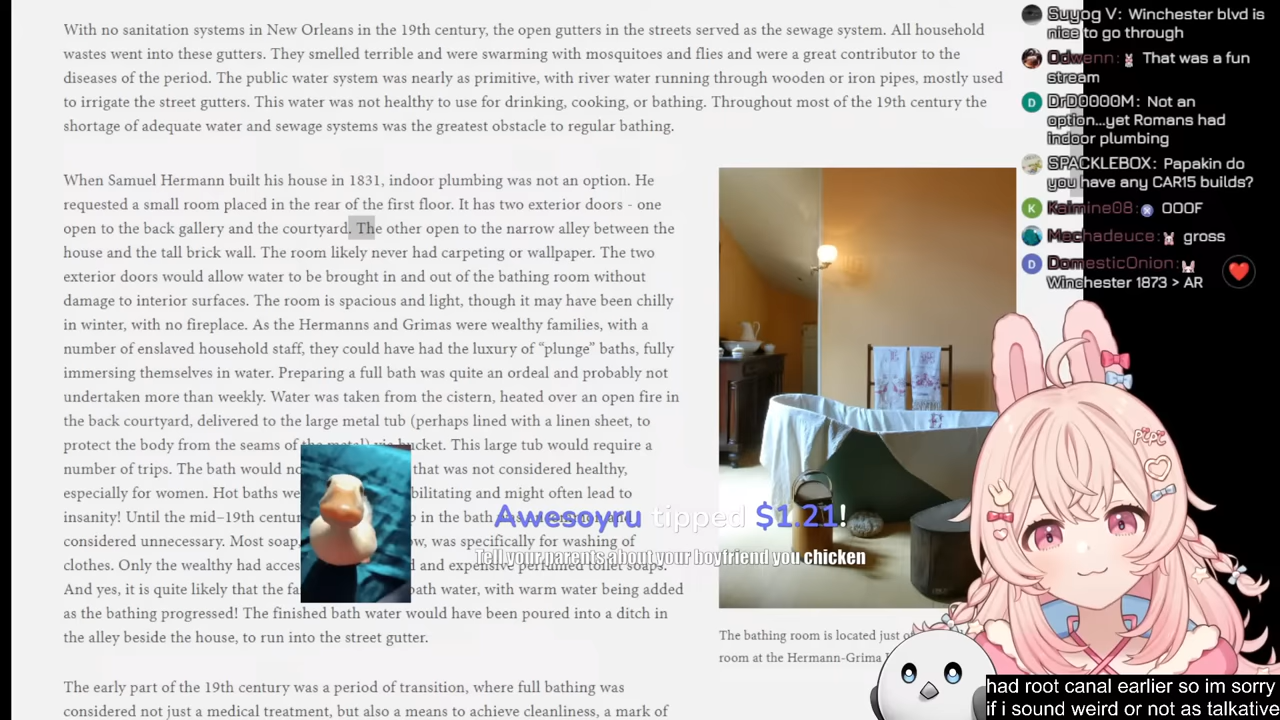 With no sanitation systems in New Orl 19th century, the open gutters in the streets served as the sewage system. All household
wastes went into these gutters. They smelled were swarming with mosquitoes and flies and were a great contributor to the
diseases of the period. The public water system was nearly as primitive, with river water running through wooden or iron pipes, mostly used
to irrigate the street gutters. This water was not healthy to use for drinking, cooking, or bathing. Throughout most of the 19th century the
shortage of adequate water and sewage systems was the greatest obstacle to regular bathing.
When Samuel Hermann built his house indoor plumbing was not an option. He
requested a small room placed in the rear of the first floor. It has two exterior doors - one
open to the back gallery and the courtyard. The other open to the narrow alley between the
house and the tall brick wall. The room likely never had carpeting or wallpaper. The two
exterior doors would allow water to be brought in and out of the bathing room without
damage to interior surfaces. The room is spacious and light, though it may have been chilly
in winter, with no fireplace. As the Hermanns and Grimas were wealthy families, with a
number of enslaved household staff, they could have had the luxury of “plunge” baths, fully
immersing themselves in water. Preparing a full bath was quite an ordeal and probably not
undertaken more than weekly. Water was taken from the cistern, heated over an open fire in
the back courtyard, delivered to the large metal tub (perhaps lined with a linen sheet, to
protect the body from the seams of the metal) via bucket. This large tub would require a
number of trips. The bath would no that was not considered healthy,
especially for women. Hot baths we bilitating and might often lead to
insanity! Until the mid-19th centur in the bath
considered unnecessary. Most soap w, was specifically for washing of
clothes. Only the wealthy had acces and expensive perfumed toilet soaps.
And yes, it is quite likely that the fa bath water, with warm water being added
as the bathing progressed! The finished bath water would have been poured into a ditch in
the alley beside the house, to run into the street gutter.
The early part of the 19th century was a period of transition, where full bathing was
considered not just a medical treatment, but also a means to achieve cleanliness, a mark of
Awesoyru tipped $1.21!
Tell your parents about your boyfriend you chicken
The bathing room is located just o
room at the Hermann-Grima
Suyog V: Winchester blvd is
nice to go through
Odwenn: That was a fun
stream
D DrD0000M: Not an
option...yet Romans had
indoor plumbing
SPACKLEBOX: Papakin do
you have any CAR15 builds?
K Kaimine08: OOOF
Mechadeuce: gross
D DomesticOnion:
Winchester 1873 > AR
PiPi
had root canal earlier so im sorry
if i sound weird or not as talkative